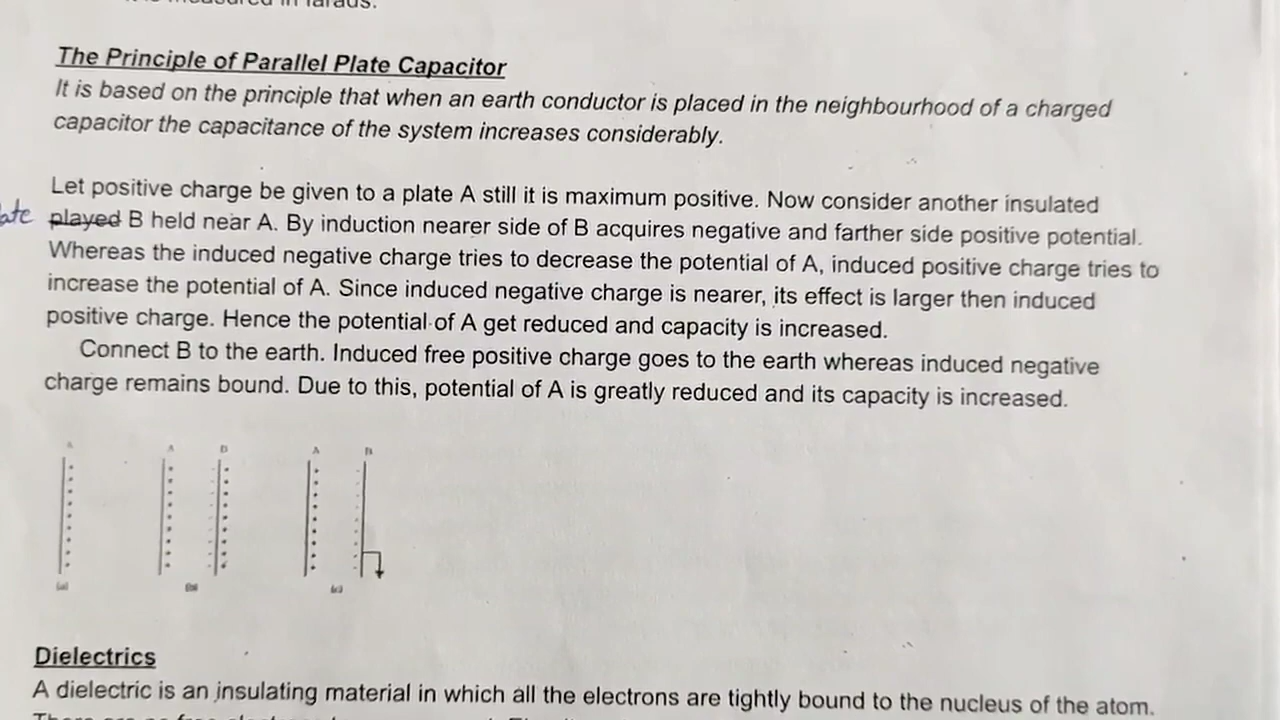 is measured in farads.
The Principle of Parallel Plate Capacitor
It is based on the principle that when an earth conductor is placed in the neighbourhood of a charged
capacitor the capacitance of the system increases considerably.
Let positive charge be given to a plate A still it is maximum positive. Now consider another insulated
ate played B held near A. By induction nearer side of B acquires negative and farther side positive potential.
Whereas the induced negative charge tries to decrease the potential of A, induced positive charge tries to
increase the potential of A. Since induced negative charge is nearer, its effect is larger then induced
positive charge. Hence the potential of A get reduced and capacity is increased.
Connect B to the earth. Induced free positive charge goes to the earth whereas induced negative
charge remains bound. Due to this, potential of A is greatly reduced and its capacity is increased.
A A B A B
(a) (b) (c)
Dielectrics
A dielectric is an insulating material in which all the electrons are tightly bound to the nucleus of the atom.